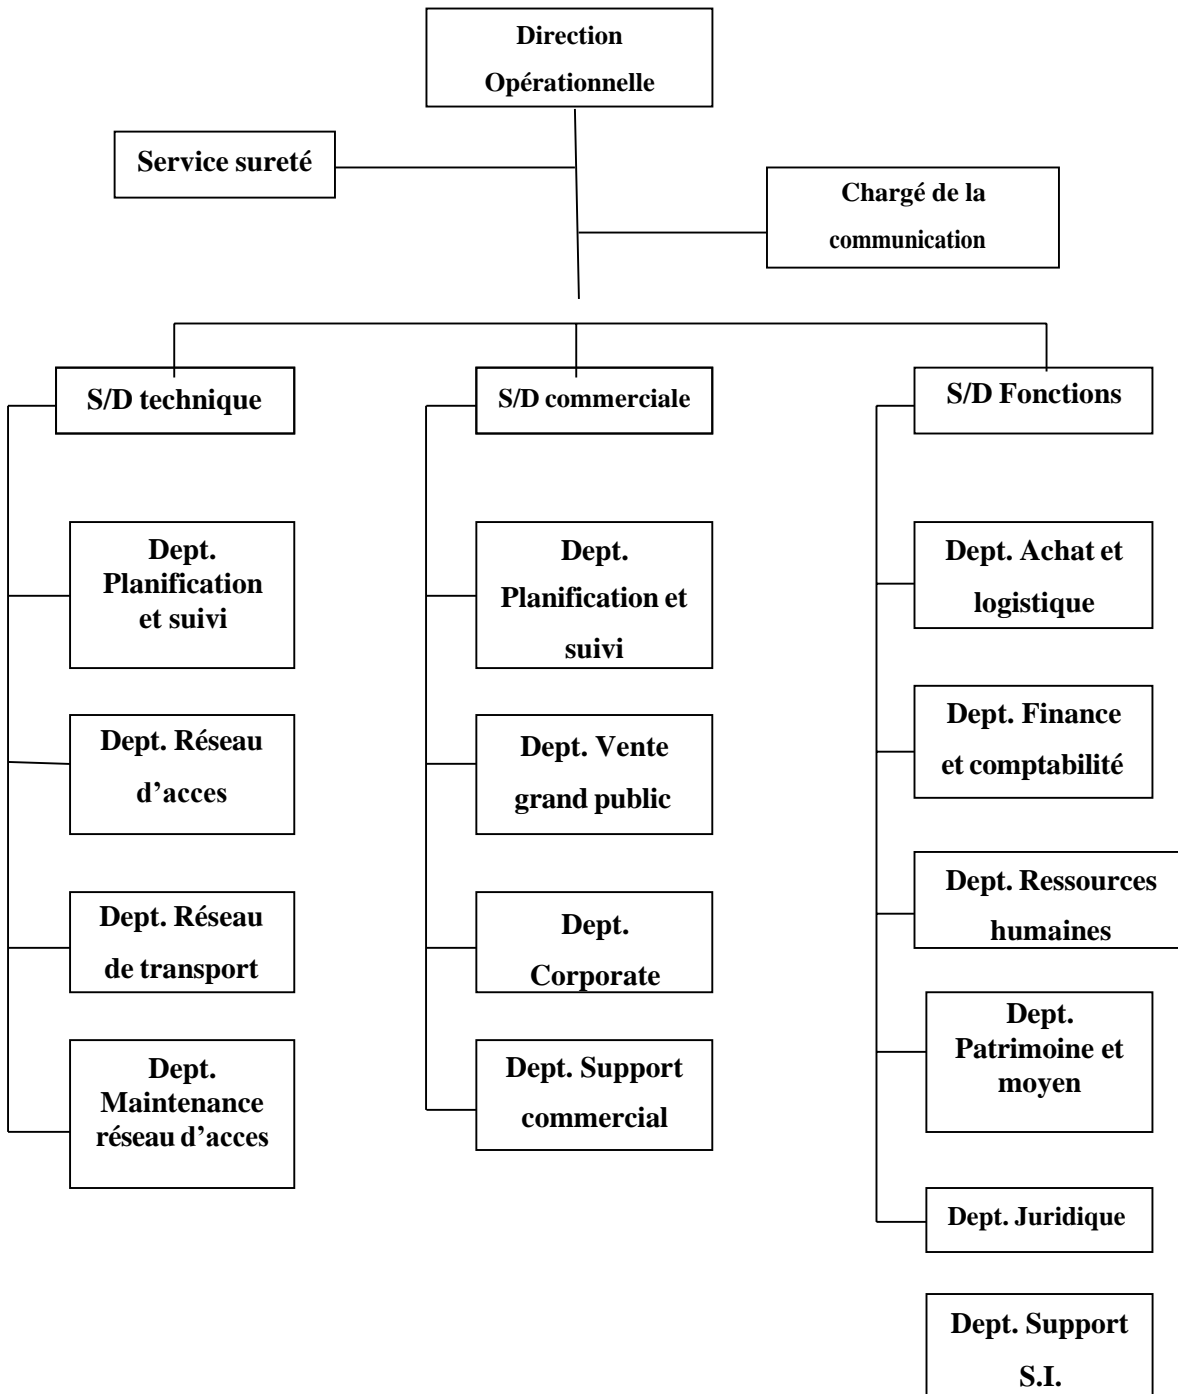 Direction
Opérationnelle
Service sureté
Chargé de la
communication
S/D technique
S/D commerciale
S/D Fonctions
Dept.
Planification
et suivi
Dept. Réseau
d’acces
Dept. Réseau
de transport
Dept.
Maintenance
réseau d’acces
Dept.
Planification et
suivi
Dept. Vente
grand public
Dept.
Corporate
Dept. Support
commercial
Dept. Achat et
logistique
Dept. Finance
et comptabilité
Dept. Ressources
humaines
Dept.
Patrimoine et
moyen
Dept. Juridique
Dept. Support
S.I.